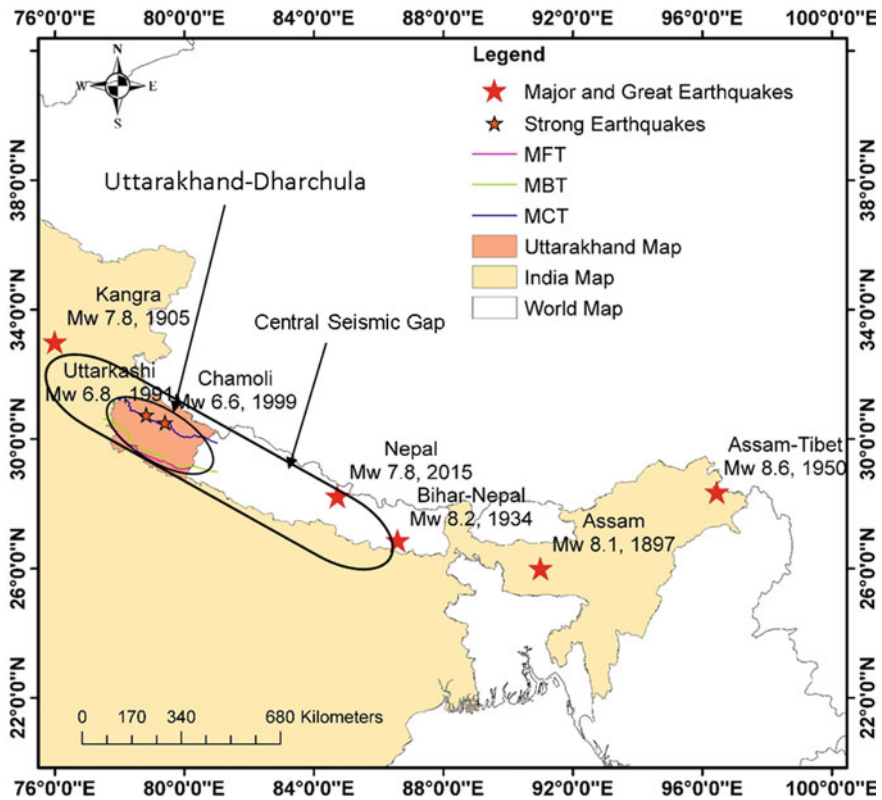 76°0'0"E 80°0'0"E 84°0'0"E 88°0'0"E 92°0'0"E 96°0'0"E 100°0'0"E
N
W E
S
Legend
Major and Great Earthquakes
Strong Earthquakes
MFT
MBT
MCT
Uttarakhand Map
India Map
World Map
Uttarakhand-Dharchula
Central Seismic Gap
Kangra
Mw 7.8, 1905
Uttarkashi
Mw 6.8, 1991
Chamoli
Mw 6.6, 1999
Nepal
Mw 7.8, 2015
Bihar-Nepal
Mw 8.2, 1934
Assam
Mw 8.1, 1897
Assam-Tibet
Mw 8.6, 1950
38°0'0"N
34°0'0"N
30°0'0"N
26°0'0"N
22°0'0"N
38°0'0"N
34°0'0"N
30°0'0"N
26°0'0"N
22°0'0"N
0 170 340 680 Kilometers
76°0'0"E 80°0'0"E 84°0'0"E 88°0'0"E 92°0'0"E 96°0'0"E 100°0'0"E